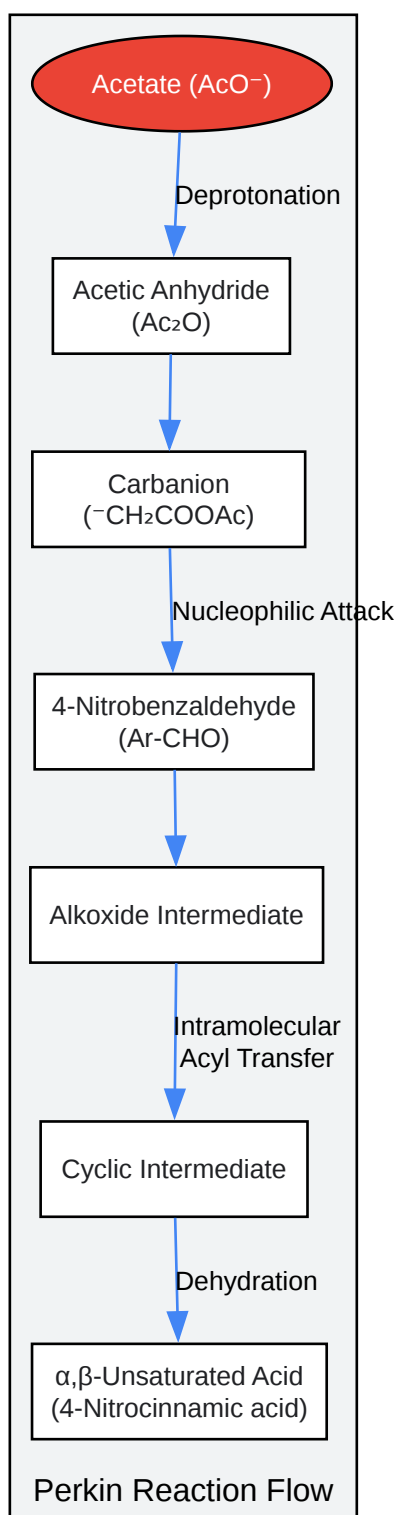 Acetate (AcO⁻)
Deprotonation
Acetic Anhydride
(Ac₂O)
Carbanion
(⁻CH₂COOAc)
Nucleophilic Attack
4-Nitrobenzaldehyde
(Ar-CHO)
Alkoxide Intermediate
Intramolecular
Acyl Transfer
Cyclic Intermediate
Dehydration
α,β-Unsaturated Acid
(4-Nitrocinnamic acid)
Perkin Reaction Flow